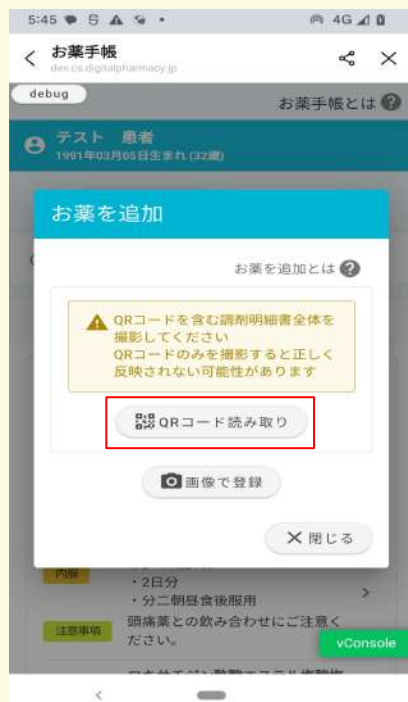 5:45
4G
お薬手帳
dev.cs.digitalpharmacy.jp
debug
お薬手帳とは
テスト 患者
1991年03月05日生まれ (32歳)
お薬を追加
お薬を追加とは
QRコードを含む調剤明細書全体を
撮影してください
QRコードのみを撮影すると正しく
反映されない可能性があります
QRコード読み取り
画像で登録
閉じる
内服
・2日分
・分二朝昼食後服用
注意事項
頭痛薬との飲み合わせにご注意く
ださい。
vConsole